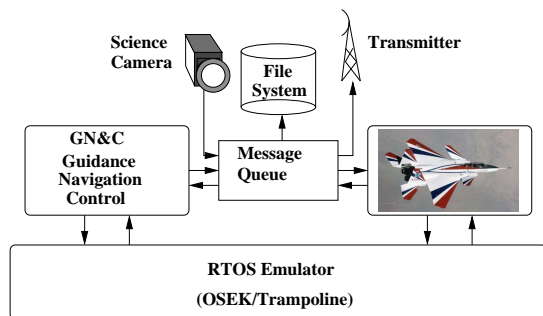 Science
Camera
File
System
Transmitter
GN&C
Guidance
Navigation
Control
Message
Queue
RTOS Emulator
(OSEK/Trampoline)